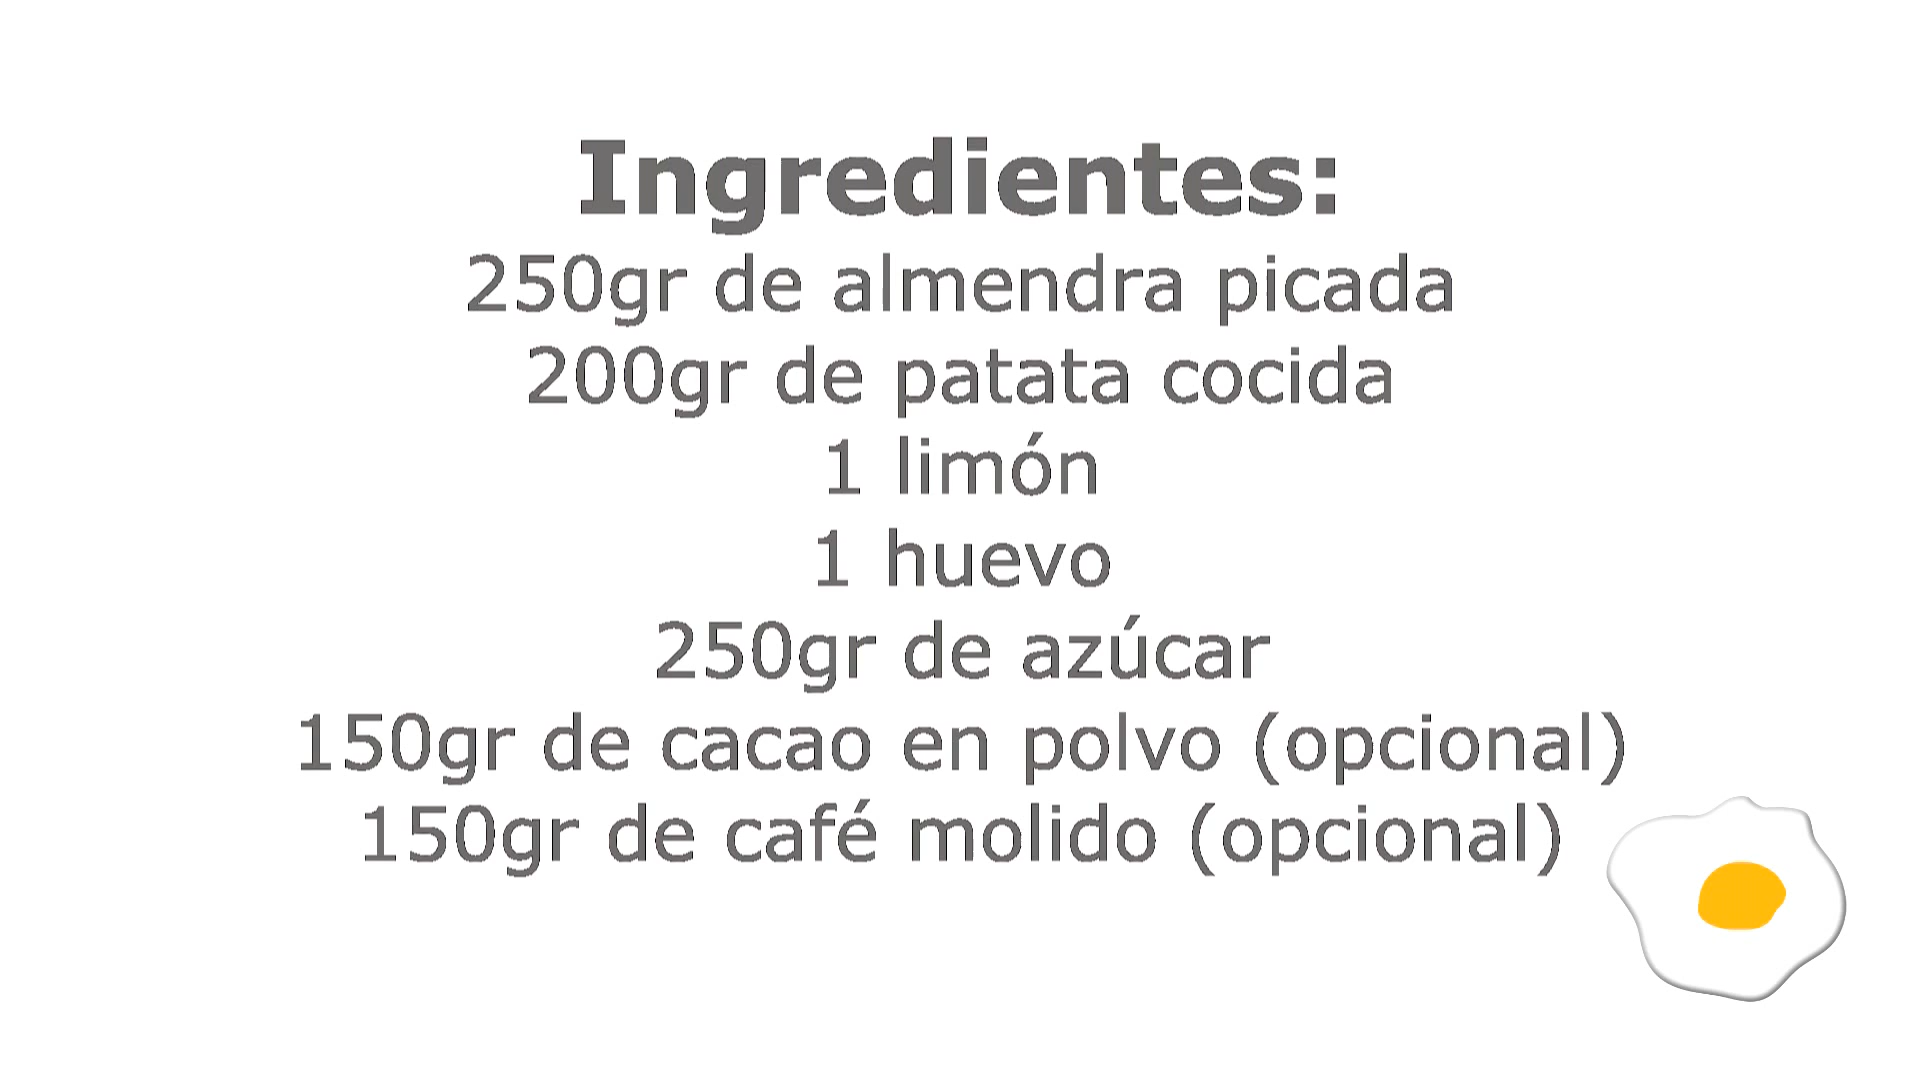 Ingredientes:
250gr de almendra picada
200gr de patata cocida
1 limón
1 huevo
250gr de azúcar
150gr de cacao en polvo (opcional)
150gr de café molido (opcional)